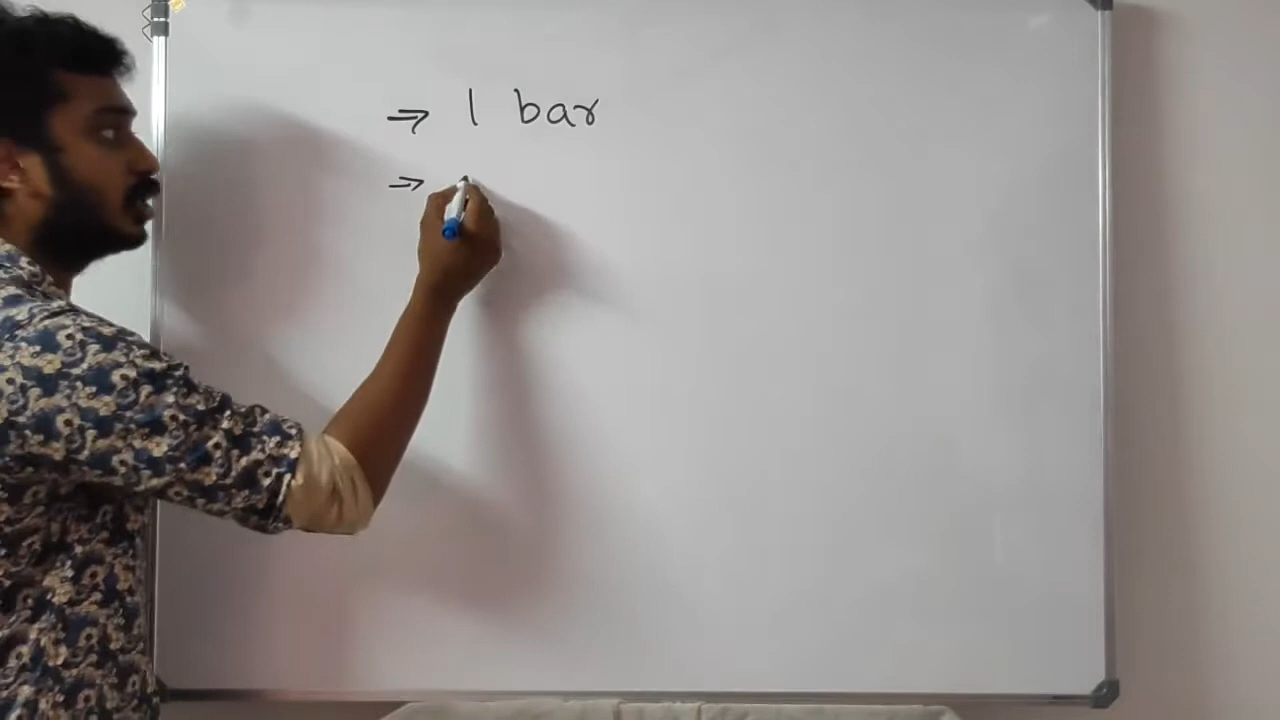 ⇒ 1 bar
⇒